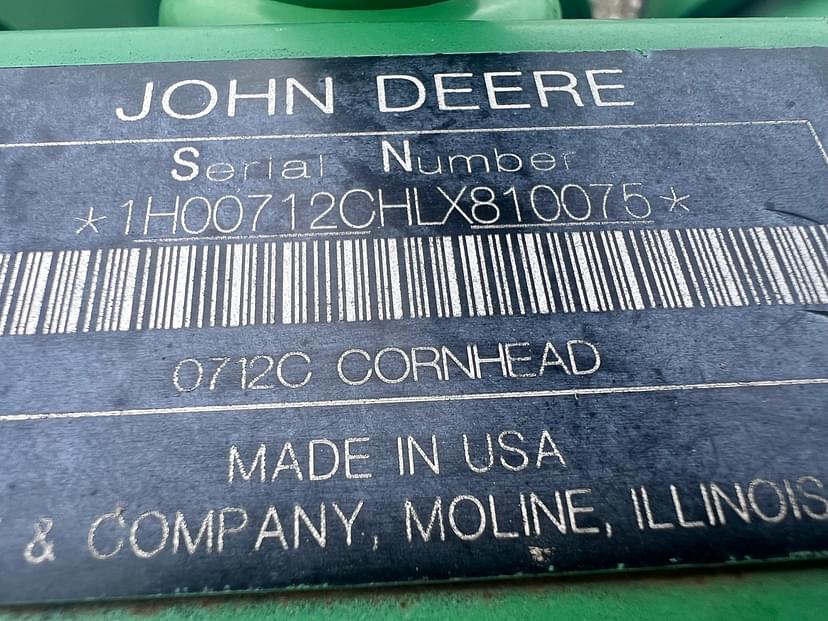 JOHN DEERE
Serial Number
*1H00712CHLX810075*
0712C CORNHEAD
MADE IN USA
& COMPANY, MOLINE, ILLINOIS